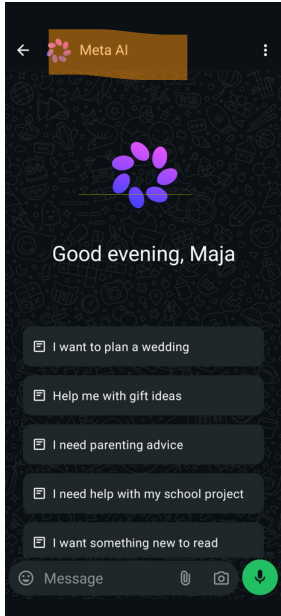 Meta AI
Good evening, Maja
I want to plan a wedding
Help me with gift ideas
I need parenting advice
I need help with my school project
I want something new to read
Message